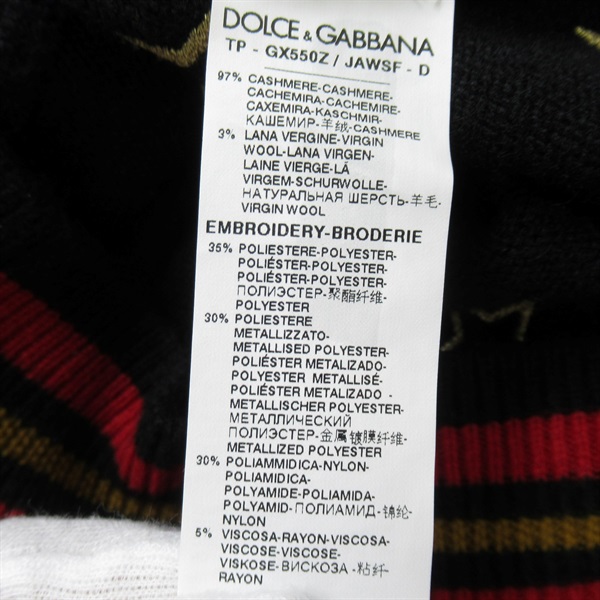 DOLCE & GABBANA
TP - GX550Z / JAWSF - D
97% CASHMERE-CASHMERE-
CACHEMIRA-CACHEMIRE-
CAXEMIRA-KASCHMIR-
КАШЕМИР-羊绒-CASHMERE
3% LANA VERGINE-VIRGIN
WOOL-LANA VIRGEN-
LAINE VIERGE-LÃ
VIRGEM-SCHURWOLLE-
НАТУРАЛЬНАЯ ШЕРСТЬ-羊毛-
VIRGIN WOOL
EMBROIDERY-BRODERIE
35% POLIESTERE-POLYESTER-
POLIÉSTER-POLYESTER-
POLIÉSTER-POLYESTER-
ПОЛИЭСТЕР-聚酯纤维-
POLYESTER
30% POLIESTERE
METALLIZZATO-
METALLISED POLYESTER-
POLIÉSTER METALIZADO-
POLYESTER METALLISÉ-
POLIÉSTER METALIZADO -
METALLISCHER POLYESTER-
МЕТАЛЛИЧЕСКИЙ
ПОЛИЭСТЕР-金属镀膜纤维-
METALLIZED POLYESTER
30% POLIAMMIDICA-NYLON-
POLIAMIDICA-
POLYAMIDE-POLIAMIDA-
POLYAMID-ПОЛИАМИД-锦纶-
NYLON
5% VISCOSA-RAYON-VISCOSA-
VISCOSE-VISCOSE-
VISKOSE-ВИСКОЗА -粘纤-
RAYON